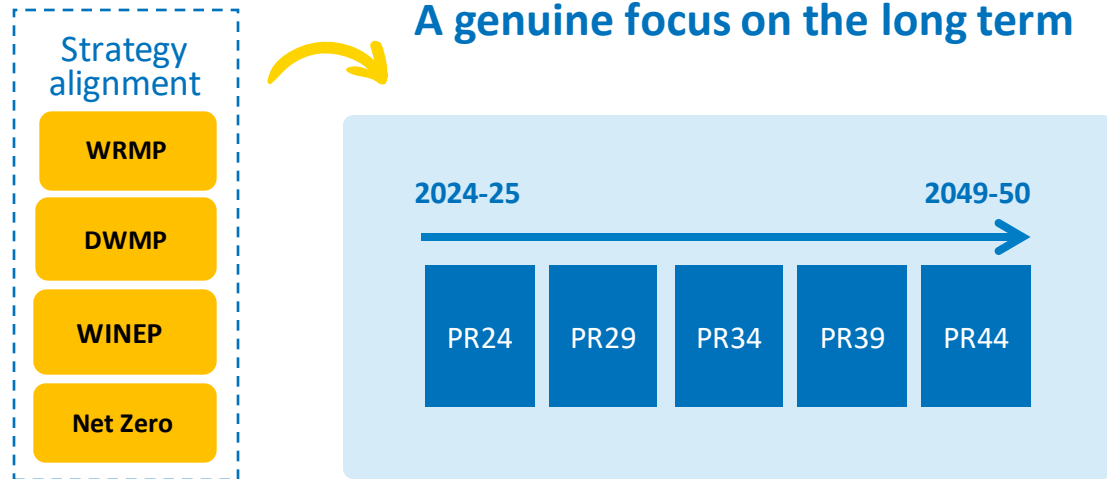 A genuine focus on the long term
Strategy
alignment
WRMP
DWMP
WINEP
Net Zero
2024-25
2049-50
PR24
PR29
PR34
PR39
PR44